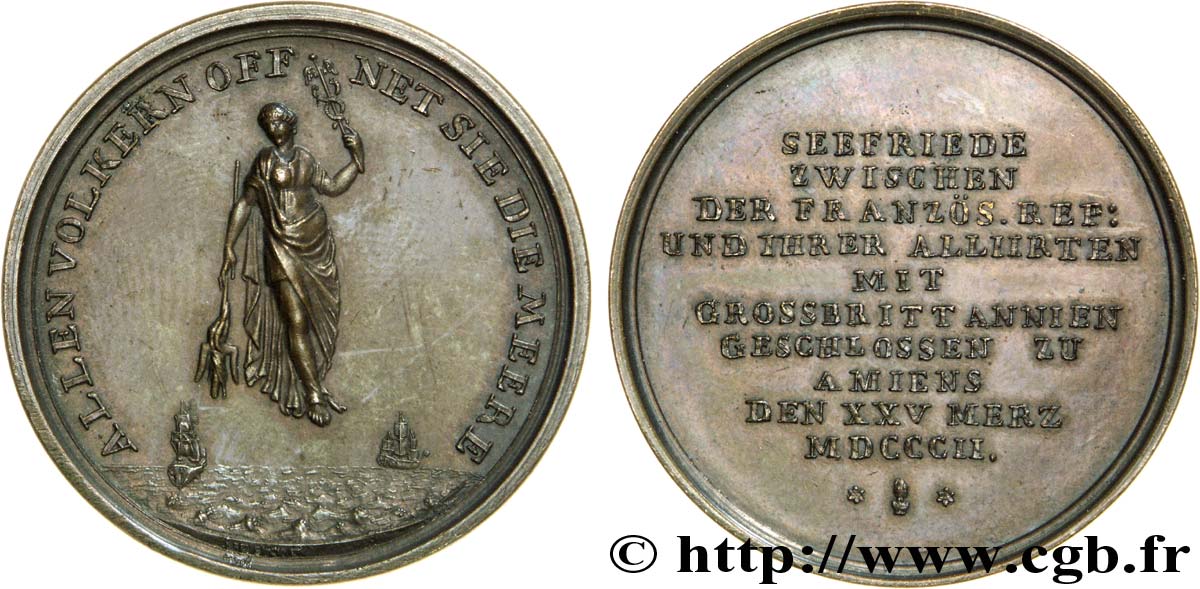 ALLEN VOLKERN OFF NET SIE DIE MEERE
SEEFRIEDE
ZWISCHEN
DER FRANZÖS. REP:
UND IHRER ALLIIRTEN
MIT
GROSSBRITTANNIEN
GESCHLOSSEN ZU
AMIENS
DEN XXV MERZ
MDCCCII.
© http://www.cgb.fr